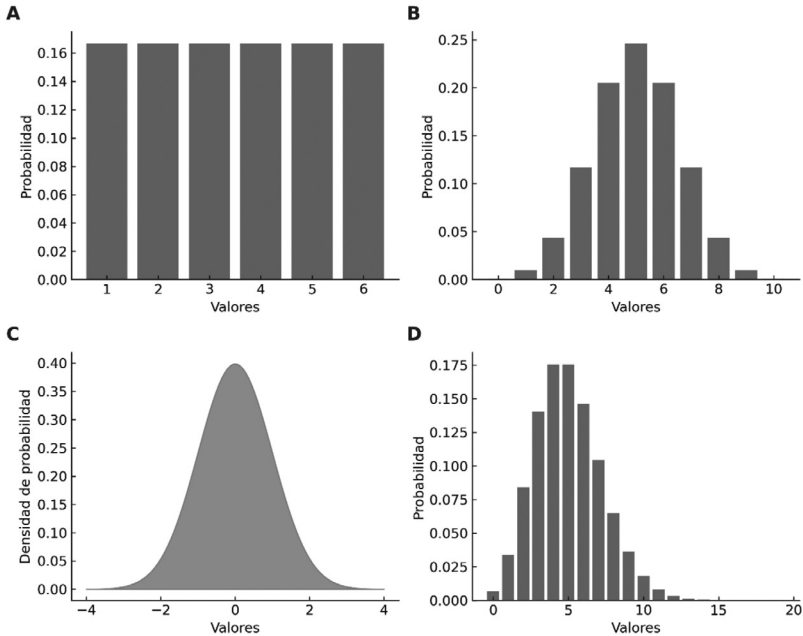 A
Probabilidad
0.16
0.14
0.12
0.10
0.08
0.06
0.04
0.02
0.00
1 2 3 4 5 6
Valores
B
Probabilidad
0.25
0.20
0.15
0.10
0.05
0.00
0 2 4 6 8 10
Valores
C
Densidad de probabilidad
0.40
0.35
0.30
0.25
0.20
0.15
0.10
0.05
0.00
−4 −2 0 2 4
Valores
D
Probabilidad
0.175
0.150
0.125
0.100
0.075
0.050
0.025
0.000
0 5 10 15 20
Valores